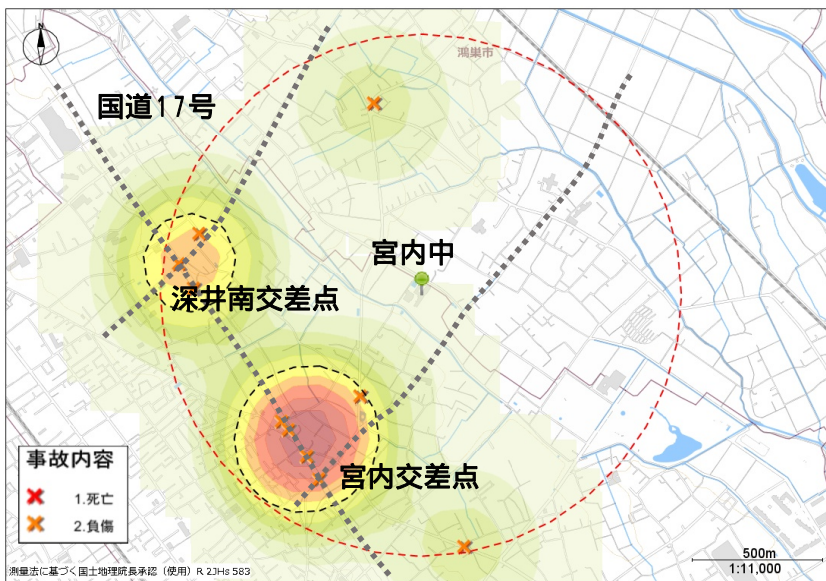 鴻巣市
国道17号
宮内中
深井南交差点
宮内交差点
事故内容
1.死亡
2.負傷
500m
1:11,000
測量法に基づく国土地理院長承認（使用）R 2JHs 583